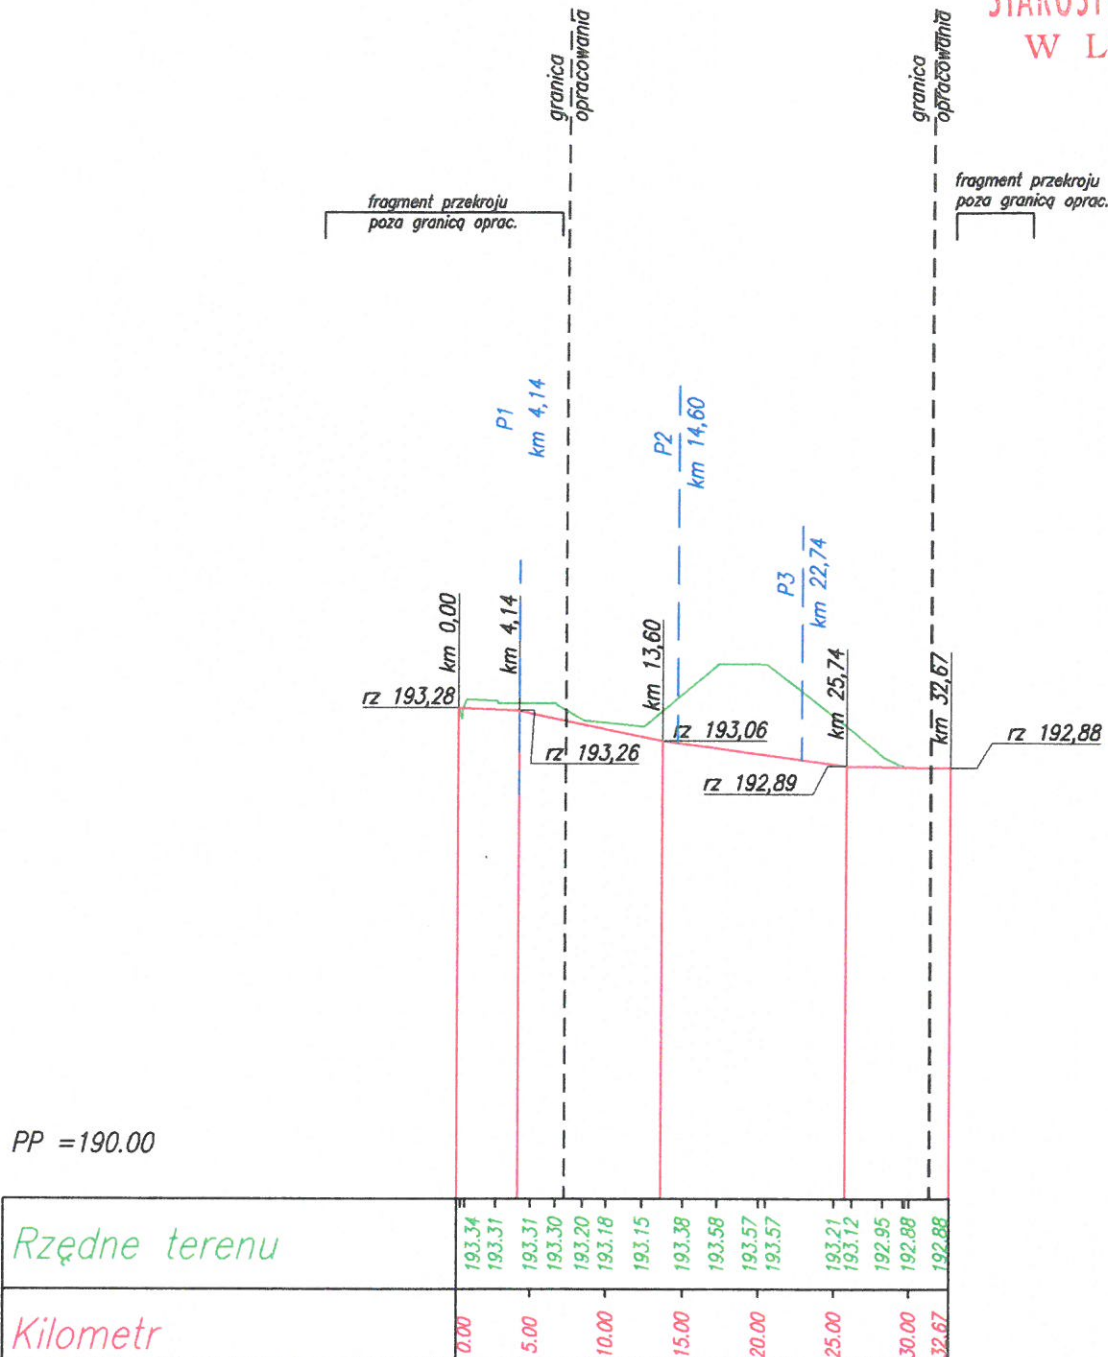 W L
granica
opracowania
granica
opracowania
fragment przekroju
poza granicą oprac.
fragment przekroju
poza granicą oprac.
P1
km 4,14
P2
km 14,60
P3
km 22,74
km 0,00
km 4,14
km 13,60
km 25,74
km 32,67
rz 193,28
rz 193,26
rz 193,06
rz 192,89
rz 192,88
PP =190.00
Rzędne terenu
193.34
193.31
193.31
193.30
193.20
193.18
193.15
193.38
193.58
193.57
193.57
193.21
193.12
192.95
192.88
192.88
Kilometr
0.00
5.00
10.00
15.00
20.00
25.00
30.00
32.67